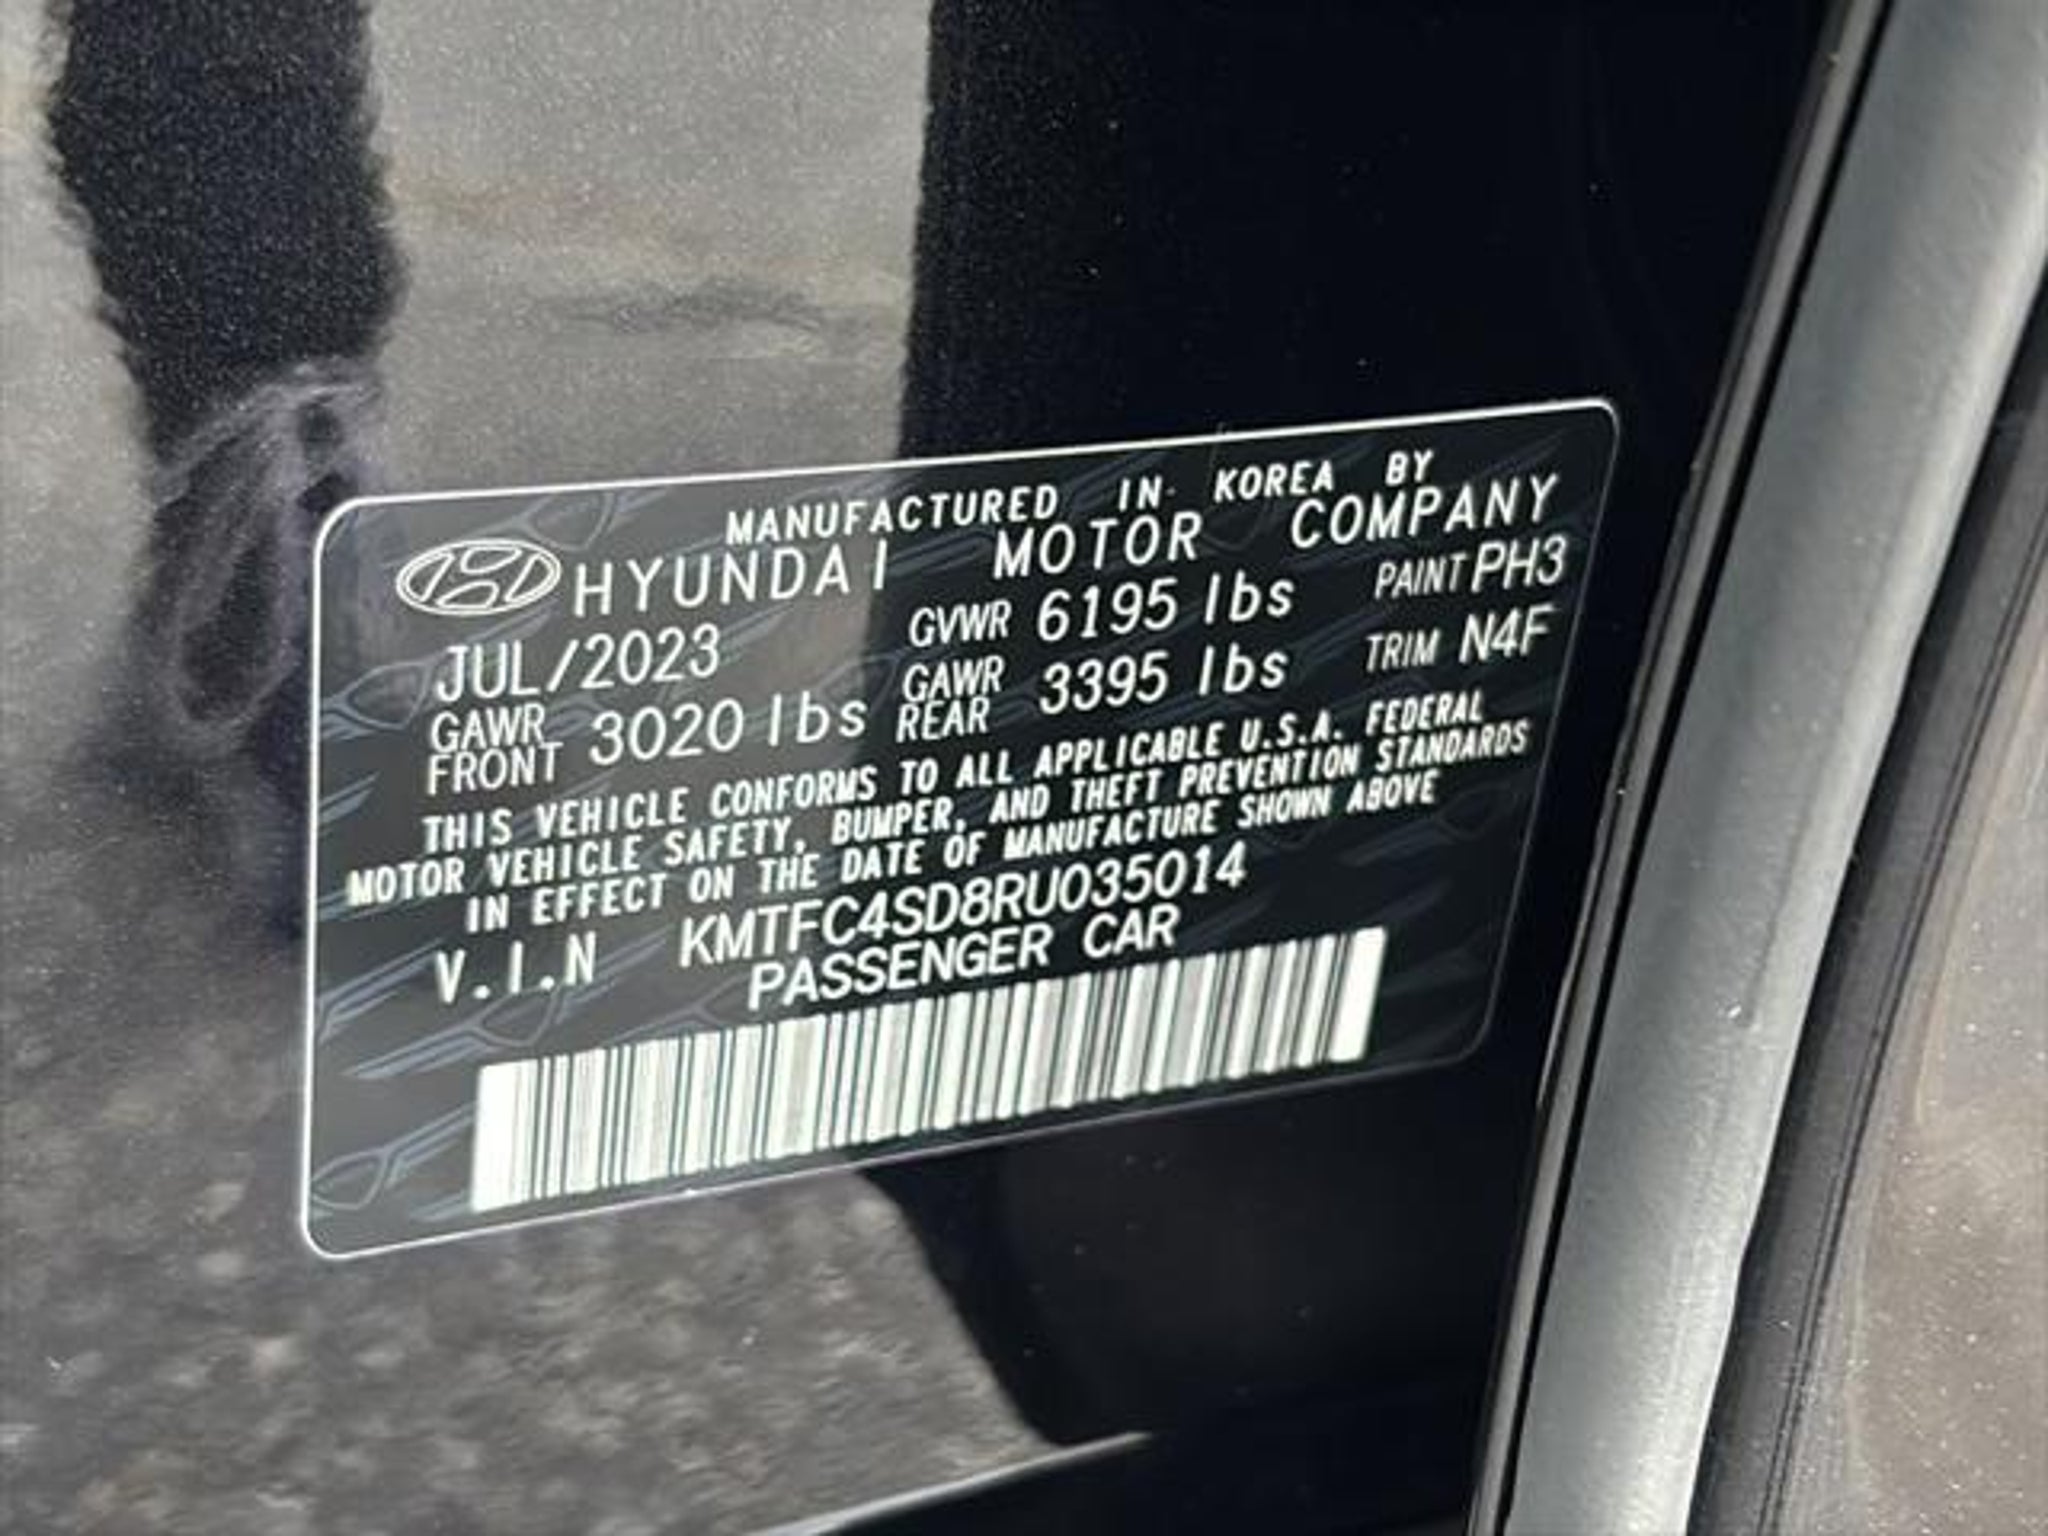 MANUFACTURED IN KOREA BY
HYUNDAI MOTOR COMPANY
JUL/2023 GVWR 6195 lbs PAINT PH3
GAWR FRONT 3020 lbs GAWR REAR 3395 lbs TRIM N4F
THIS VEHICLE CONFORMS TO ALL APPLICABLE U.S.A. FEDERAL
MOTOR VEHICLE SAFETY, BUMPER, AND THEFT PREVENTION STANDARDS
IN EFFECT ON THE DATE OF MANUFACTURE SHOWN ABOVE
V.I.N KMTFC4SD8RU035014
PASSENGER CAR